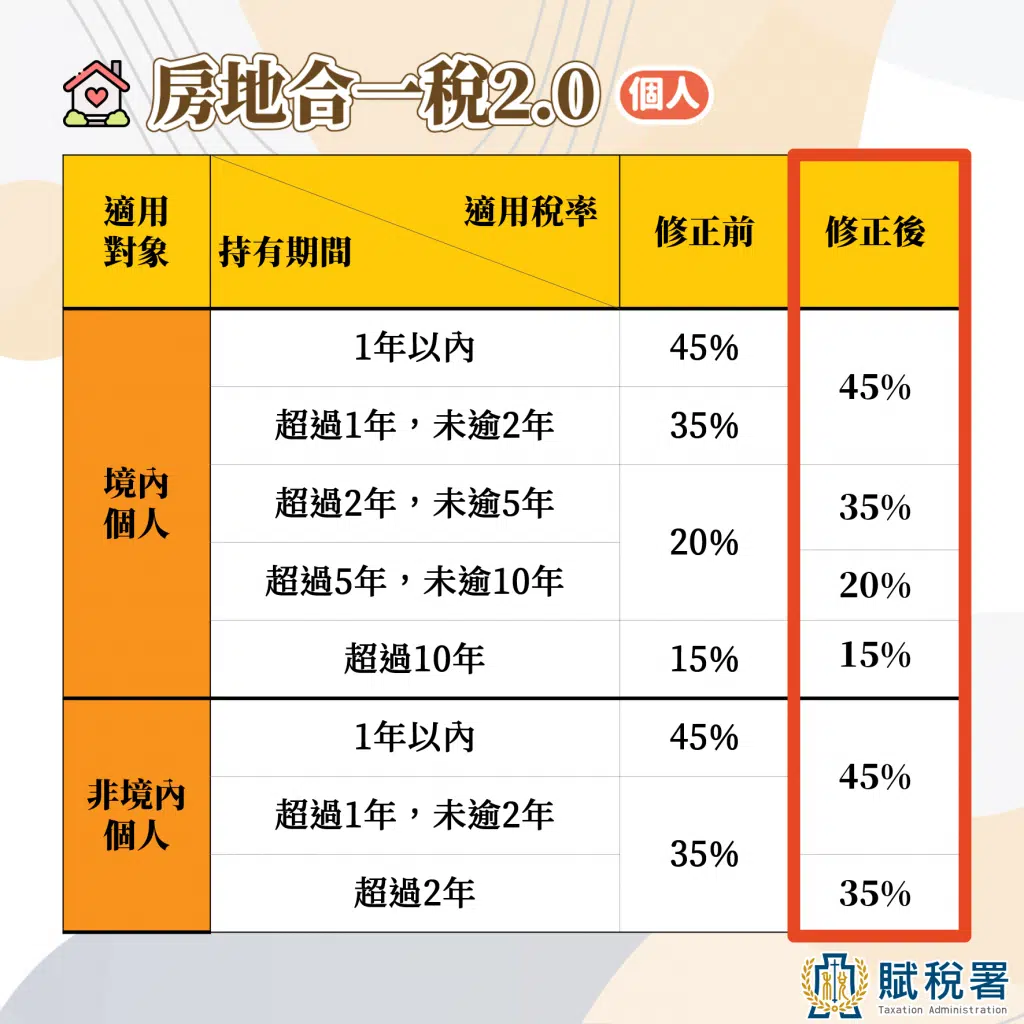 房地合一稅2.0
個人
適用
對象
適用稅率
持有期間
修正前
修正後
境內
個人
1年以內
45%
45%
超過1年，未逾2年
35%
超過2年，未逾5年
20%
35%
超過5年，未逾10年
20%
超過10年
15%
15%
非境內
個人
1年以內
45%
45%
超過1年，未逾2年
35%
超過2年
35%
賦稅署
Taxation Administration